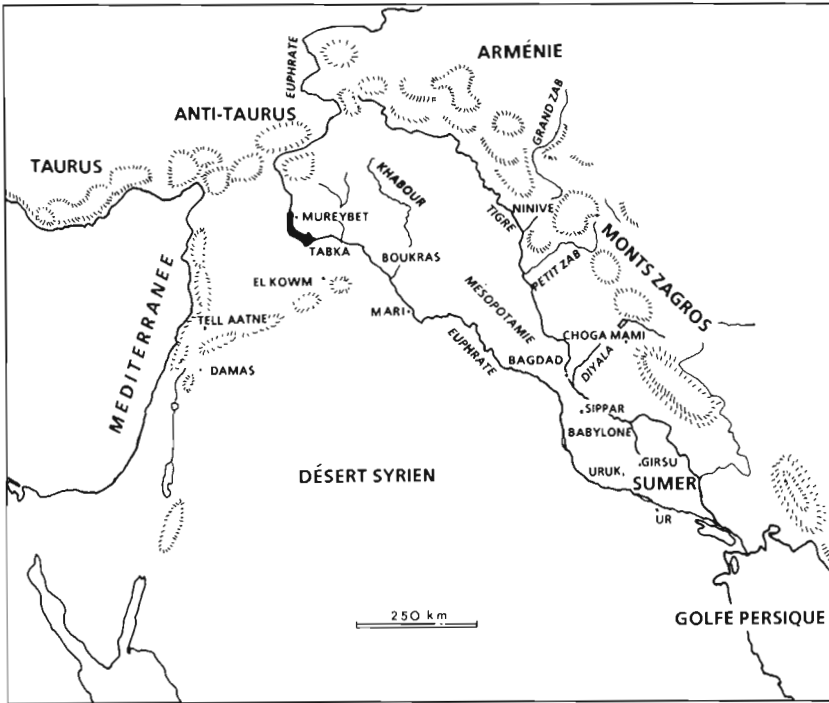 ARMÉNIE
EUPHRATE
GRAND ZAB
ANTI-TAURUS
TAURUS
KHABOUR
NINIVE
MUREYBET
TIGRE
TABKA
BOUKRAS
PETIT ZAB
MONTS ZAGROS
EL KOWM
MESOPOTAMIE
MARI
TELL AATNE
CHOGA MAMI
MEDITERRANEE
EUPHRATE
BAGDAD
DIYALA
DAMAS
SIPPAR
BABYLONE
GIRSU
URUK
DÉSERT SYRIEN
SUMER
UR
250 km
GOLFE PERSIQUE